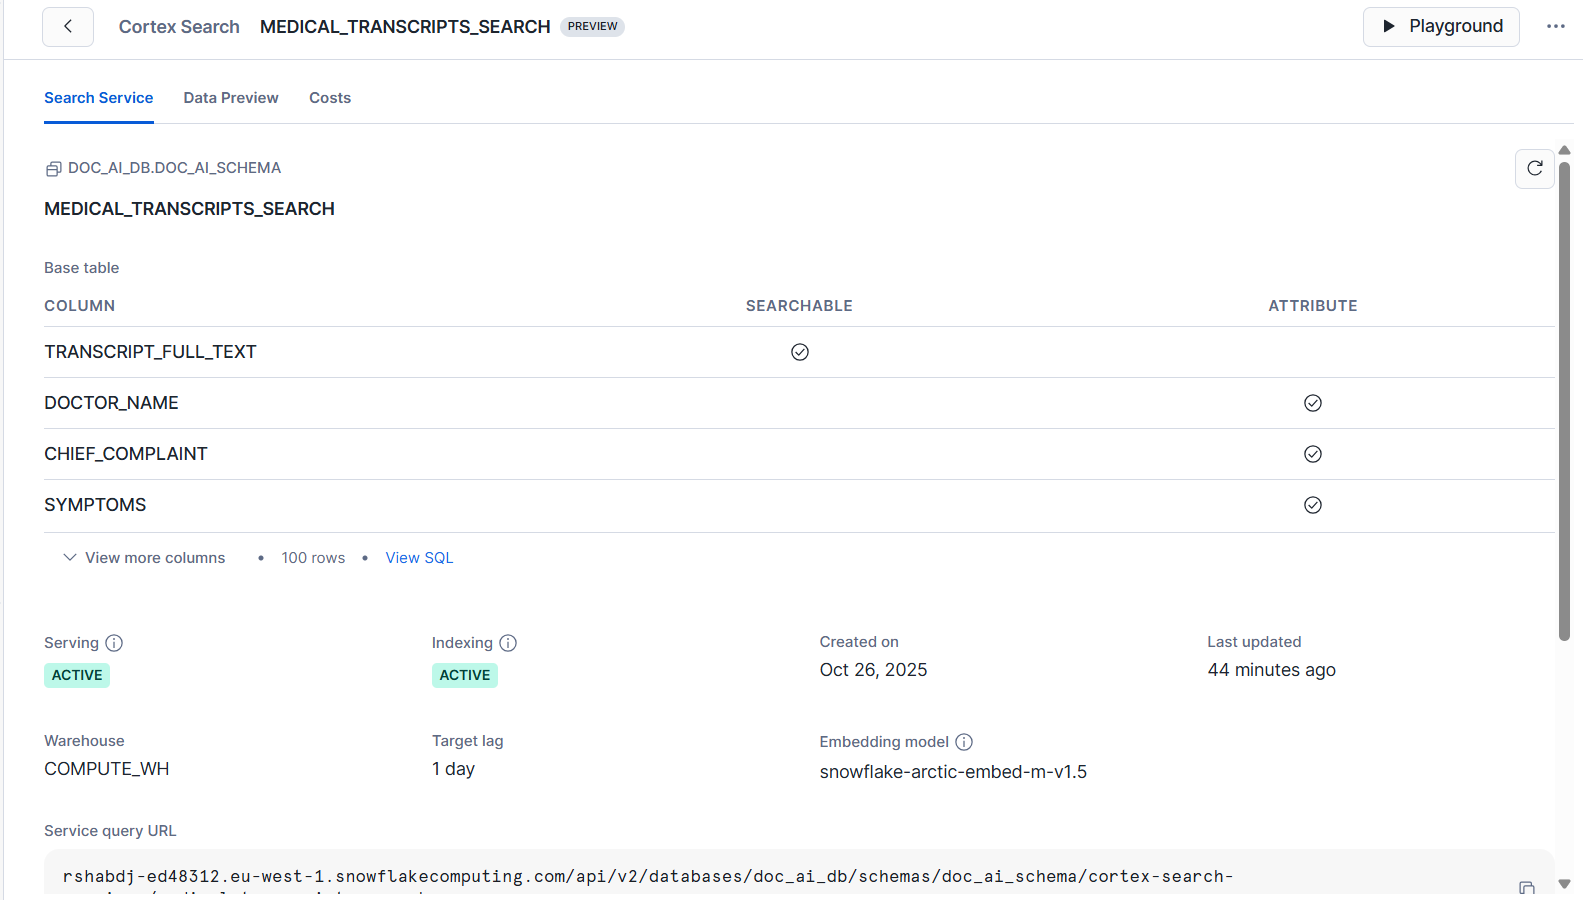 Cortex Search MEDICAL_TRANSCRIPTS_SEARCH PREVIEW Playground
Search Service Data Preview Costs
DOC_AI_DB.DOC_AI_SCHEMA
MEDICAL_TRANSCRIPTS_SEARCH
Base table
COLUMN SEARCHABLE ATTRIBUTE
TRANSCRIPT_FULL_TEXT
DOCTOR_NAME
CHIEF_COMPLAINT
SYMPTOMS
View more columns • 100 rows • View SQL
Serving Indexing Created on Last updated
ACTIVE ACTIVE Oct 26, 2025 44 minutes ago
Warehouse Target lag Embedding model
COMPUTE_WH 1 day snowflake-arctic-embed-m-v1.5
Service query URL
rshabdj-ed48312.eu-west-1.snowflakecomputing.com/api/v2/databases/doc_ai_db/schemas/doc_ai_schema/cortex-search-